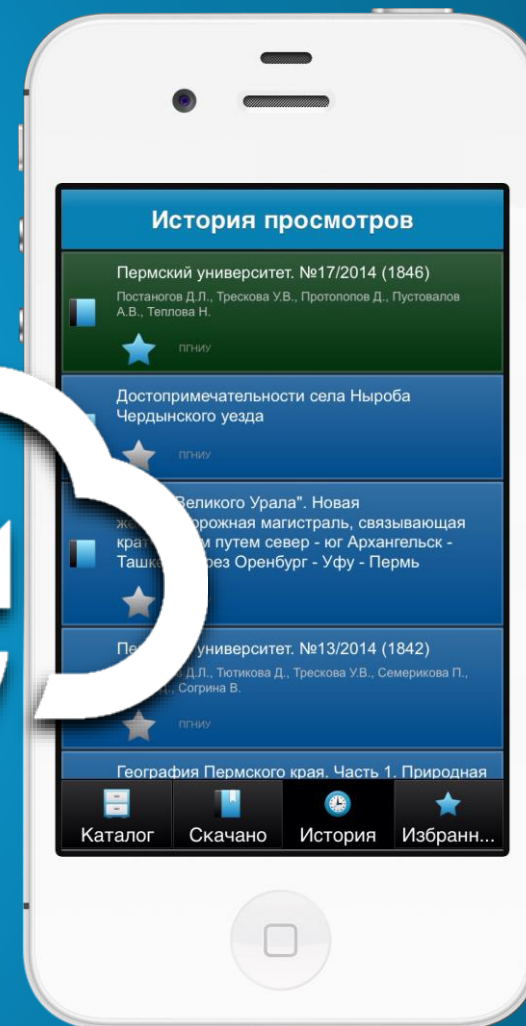 История просмотров
Пермский университет. №17/2014 (1846)
Постаногов Д.Л., Трескова У.В., Протопопов Д., Пустовалов
А.В., Теплова Н.
ПГНИУ
Достопримечательности села Ныроба
Чердынского уезда
ПГНИУ
Великого Урала". Новая
магистраль, связывающая
путем север - юг Архангельск -
Оренбург - Уфу - Пермь
университет. №13/2014 (1842)
Д.Л., Тютикова Д., Трескова У.В., Семерикова П.,
Согрина В.
ПГНИУ
География Пермского края. Часть 1. Природная
Каталог Скачано История Избранн...